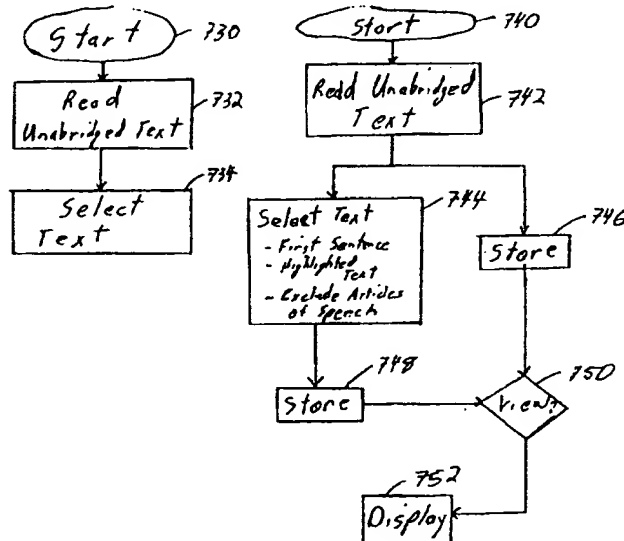 Start
730
Read
Unabridged Text
732
Select
Text
734
Start
740
Read Unabridged
Text
742
Select Text
- First Sentence
- Highlighted
Text
- Exclude Articles
of Speech
744
Store
746
Store
748
View?
750
Display
752